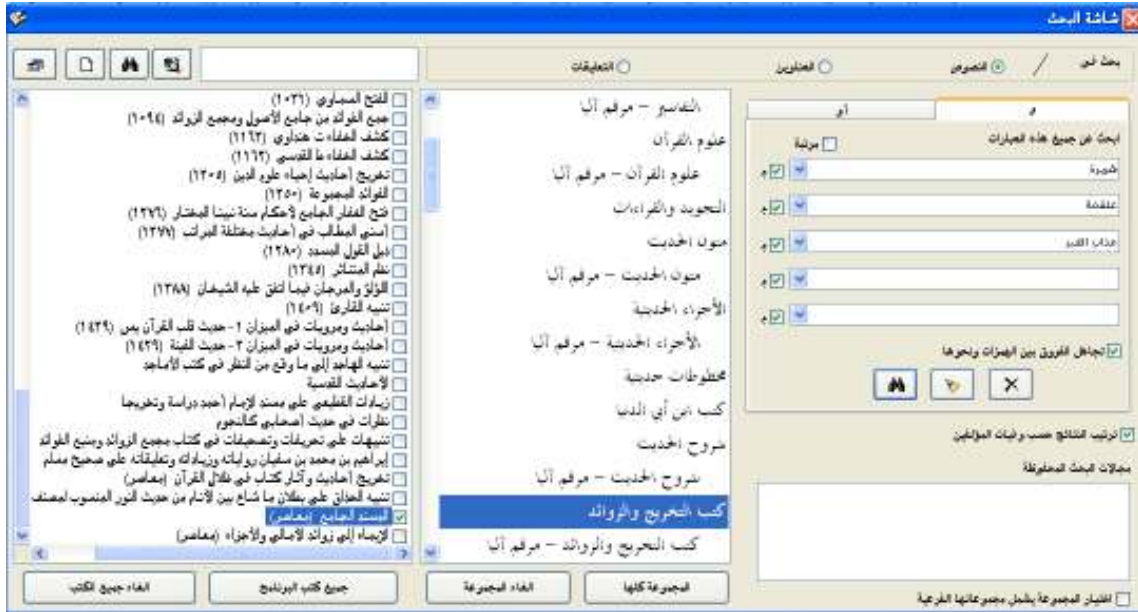 شاشة البحث
بحث في
النصوص
العناوين
التعليقات
و
أو
ابحث عن جميع هذه العبارات
مرتبة
هريرة
علقمة
عذاب القبر
تجاهل الفروق بين الهمزات ونحوها
ترتيب النتائج حسب وفيات المؤلفين
مجالات البحث المحفوظة
اختيار المجموعة يشمل مجموعاتها الفرعية
التفاسير – مرقم آليا
علوم القرآن
علوم القرآن – مرقم آليا
التجويد والقراءات
متون الحديث
متون الحديث – مرقم آليا
الأجزاء الحديثية
الأجزاء الحديثية – مرقم آليا
مخطوطات حديثية
كتب ابن أبي الدنيا
شروح الحديث
شروح الحديث – مرقم آليا
كتب التخريج والزوائد
كتب التخريج والزوائد – مرقم آليا
المجموعة كلها
الغاء المجموعة
الفتح السماوي (١٠٣١)
جمع الفوائد من جامع الأصول ومجمع الزوائد (١٠٩٤)
كشف الخفاء ت هنداوي (١١٦٢)
كشف الخفاء ط القدسي (١١٦٢)
تخريج أحاديث إحياء علوم الدين (١٢٠٥)
الفوائد المجموعة (١٢٥٠)
فتح الغفار الجامع لأحكام سنة نبينا المختار (١٢٧٦)
أسنى المطالب في أحاديث مختلفة المراتب (١٢٧٧)
ذيل القول المسدد (١٢٨٠)
نظم المتناثر (١٣٤٥)
اللؤلؤ والمرجان فيما اتفق عليه الشيخان (١٣٨٨)
تنبيه القارئ (١٤٠٩)
أحاديث ومرويات في الميزان ١ - حديث قلب القرآن يس (١٤٢٩)
أحاديث ومرويات في الميزان ٢ - حديث الفينة (١٤٢٩)
تنبيه الهاجد إلى ما وقع من النظر في كتب الأماجد
الأحاديث القدسية
زيادات القطيعي على مسند الإمام أحمد دراسة وتخريجا
نظرات في حديث أصحابي كالنجوم
تنبيهات على تحريفات وتصحيفات في كتاب مجمع الزوائد ومنبع الفوائد
إبراهيم بن محمد بن سفيان رواياته وزياداته وتعليقاته على صحيح مسلم
تخريج أحاديث وآثار كتاب في ظلال القرآن (معاصر)
تنبيه الحذاق على بطلان ما شاع بين الأنام من حديث النور المنسوب لمصنف
المسند الجامع (معاصر)
الإيماء إلى زوائد الأمالي والأجزاء (معاصر)
جميع كتب البرنامج
الغاء جميع الكتب